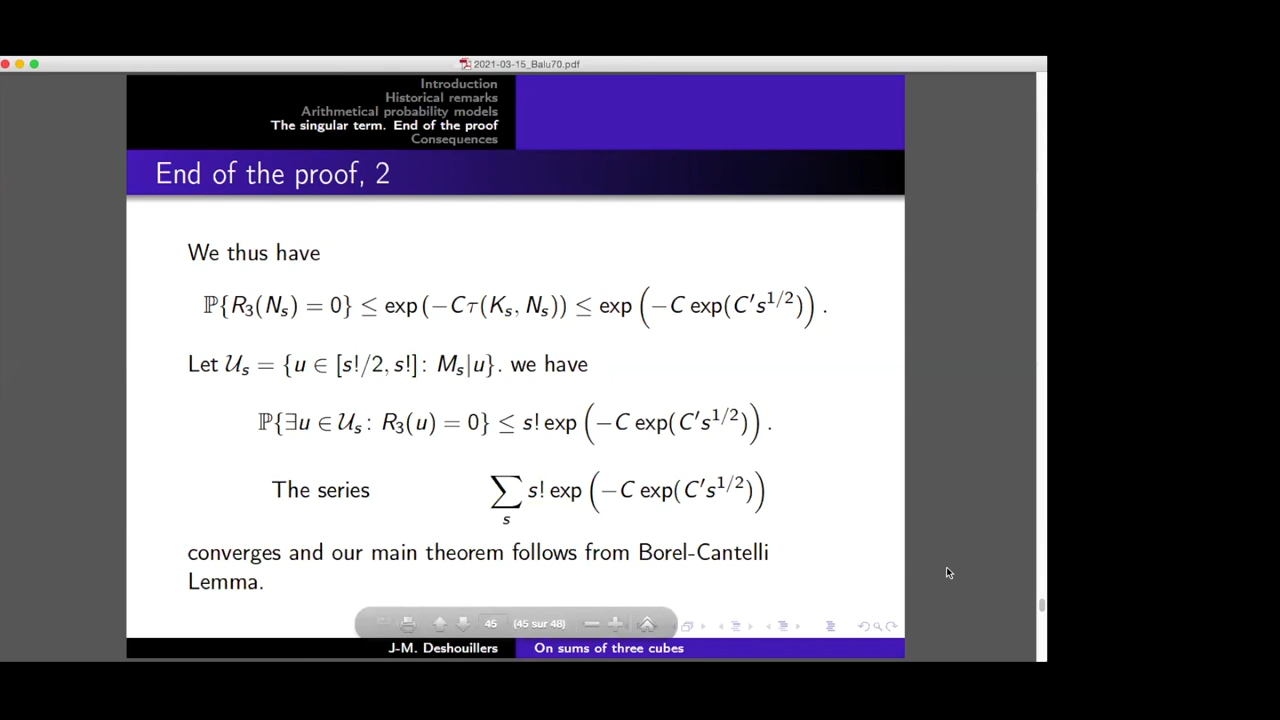 2021-03-15_Balu70.pdf
Introduction
Historical remarks
Arithmetical probability models
The singular term. End of the proof
Consequences
End of the proof, 2
We thus have
ℙ{R₃(Nₛ) = 0} ≤ exp (−Cτ(Kₛ, Nₛ)) ≤ exp (−C exp(C′s^{1/2})) .
Let 𝒰ₛ = {u ∈ [s!/2, s!]: Mₛ|u}. we have
ℙ{∃u ∈ 𝒰ₛ: R₃(u) = 0} ≤ s! exp (−C exp(C′s^{1/2})) .
The series ∑ₛ s! exp (−C exp(C′s^{1/2}))
converges and our main theorem follows from Borel-Cantelli
Lemma.
45 (45 sur 48)
J-M. Deshouillers On sums of three cubes